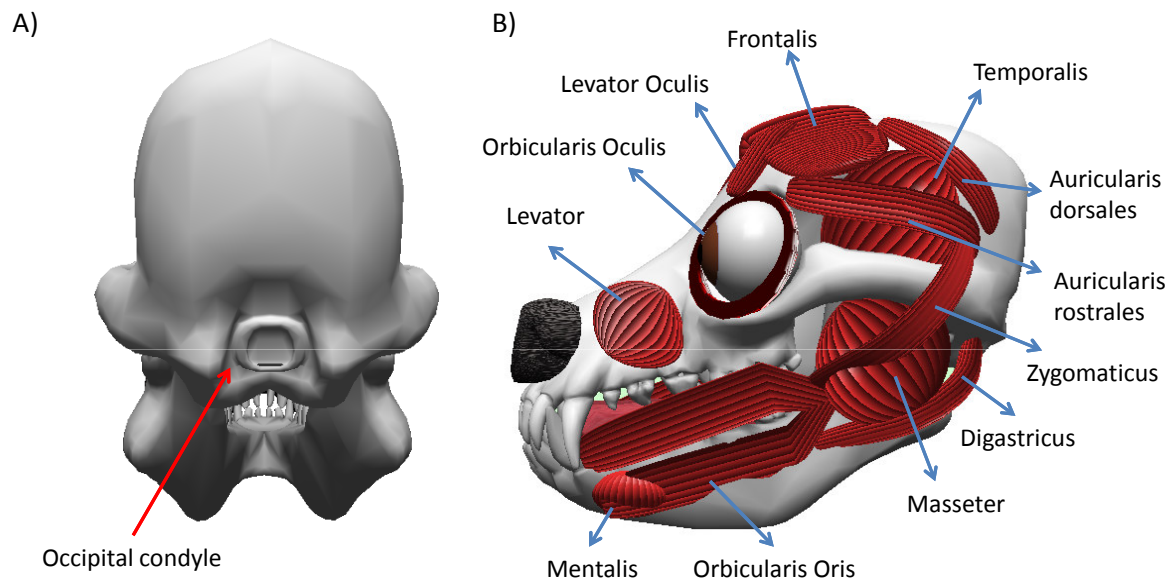 A)
Occipital condyle
B)
Frontalis
Levator Oculis
Temporalis
Orbicularis Oculis
Levator
Auricularis
dorsales
Auricularis
rostrales
Zygomaticus
Digastricus
Masseter
Mentalis
Orbicularis Oris